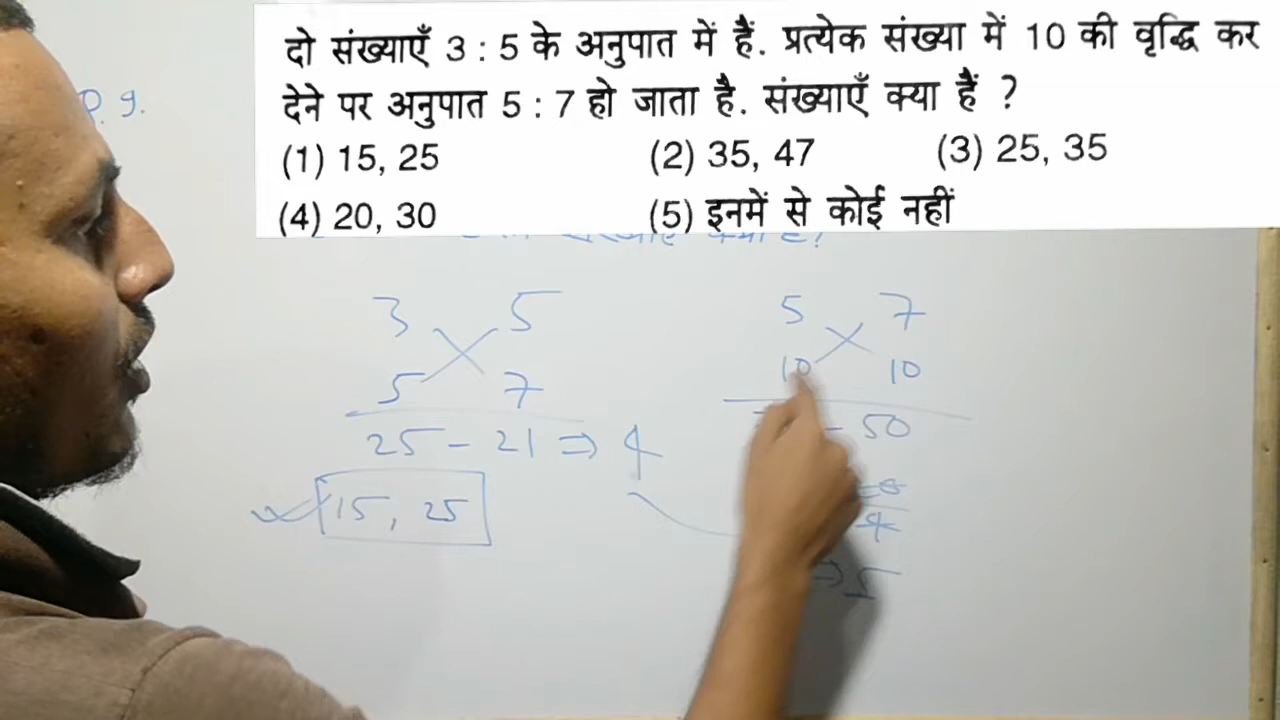 दो संख्याएँ 3 : 5 के अनुपात में हैं. प्रत्येक संख्या में 10 की वृद्धि कर
देने पर अनुपात 5 : 7 हो जाता है. संख्याएँ क्या हैं ?
(1) 15, 25 (2) 35, 47 (3) 25, 35
(4) 20, 30 (5) इनमें से कोई नहीं
9.
3 5
5 7
25 - 21 ⇒ 4
15, 25
5 7
10 10
- 50
4
⇒ 5